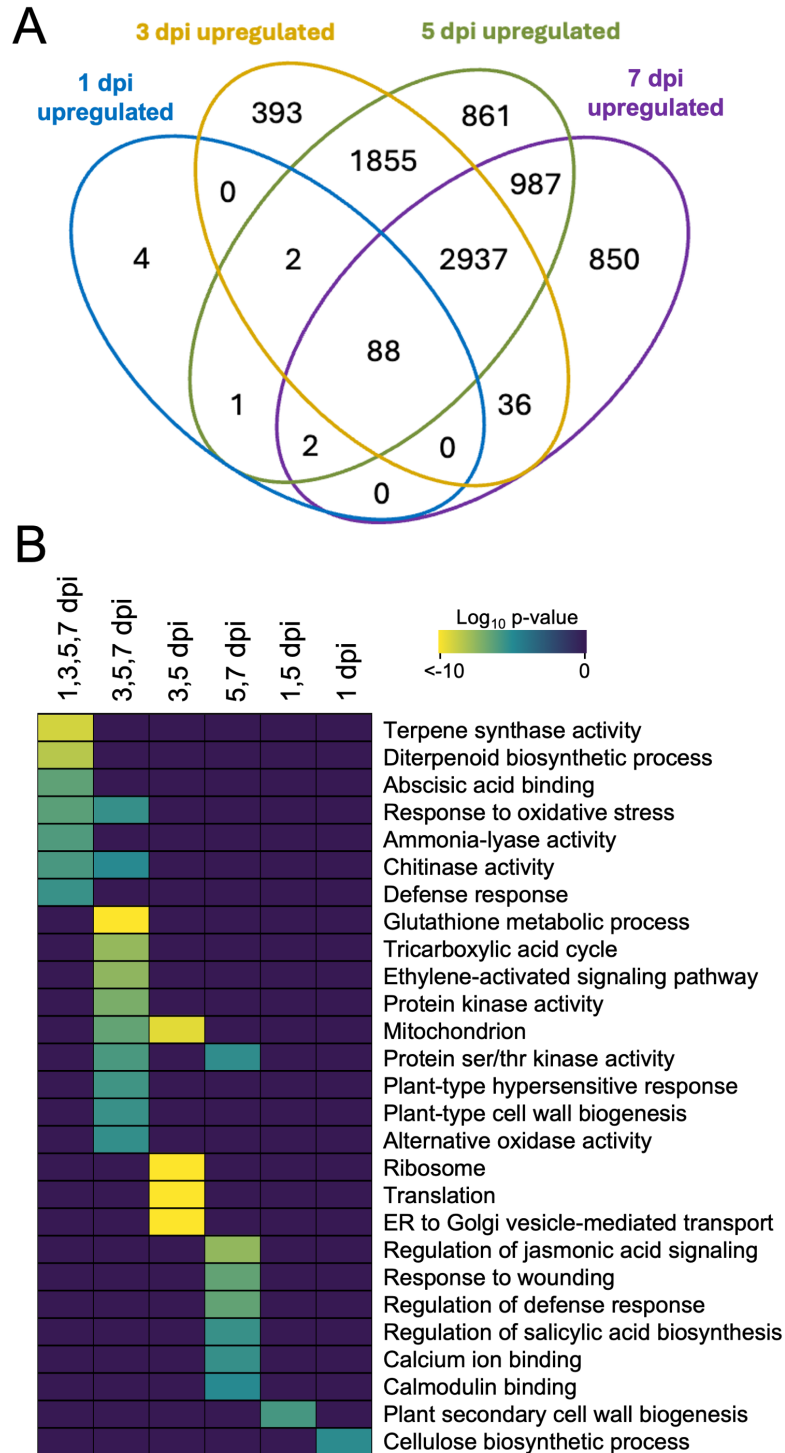 A
3 dpi upregulated
5 dpi upregulated
1 dpi
upregulated
7 dpi
upregulated
393
861
1855
987
0
4
2
2937
850
88
1
36
2
0
0
B
1,3,5,7 dpi
3,5,7 dpi
3,5 dpi
5,7 dpi
1,5 dpi
1 dpi
Log10 p-value
<-10
0
Terpene synthase activity
Diterpenoid biosynthetic process
Abscisic acid binding
Response to oxidative stress
Ammonia-lyase activity
Chitinase activity
Defense response
Glutathione metabolic process
Tricarboxylic acid cycle
Ethylene-activated signaling pathway
Protein kinase activity
Mitochondrion
Protein ser/thr kinase activity
Plant-type hypersensitive response
Plant-type cell wall biogenesis
Alternative oxidase activity
Ribosome
Translation
ER to Golgi vesicle-mediated transport
Regulation of jasmonic acid signaling
Response to wounding
Regulation of defense response
Regulation of salicylic acid biosynthesis
Calcium ion binding
Calmodulin binding
Plant secondary cell wall biogenesis
Cellulose biosynthetic process